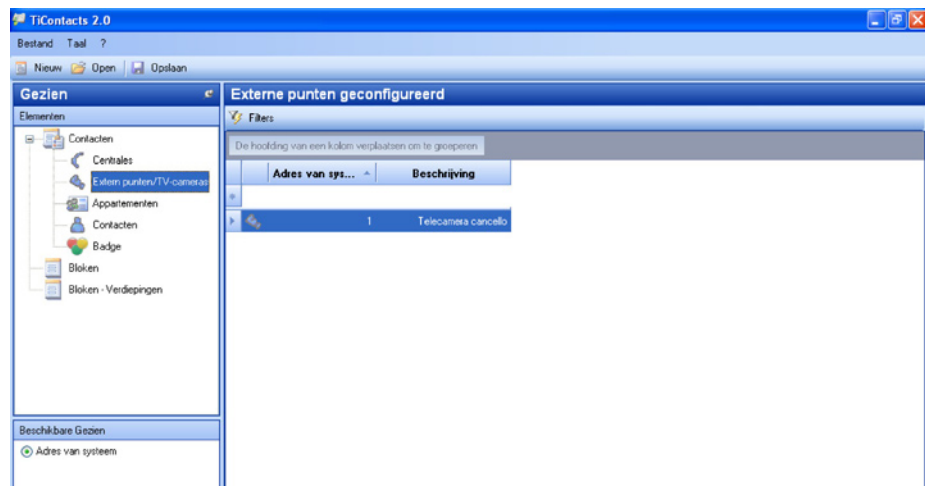 TiContacts 2.0
Bestand Taal ?
Nieuw Open Opslaan
Gezien
Elementen
Contacten
Centrales
Extern punten/TV-cameras
Appartementen
Contacten
Badge
Bloken
Bloken - Verdiepingen
Beschikbare Gezien
Adres van systeem
Externe punten geconfigureerd
Filters
De hoofding van een kolom verplaatsen om te groeperen
Adres van sys... Beschrijving
1 Telecamera cancello